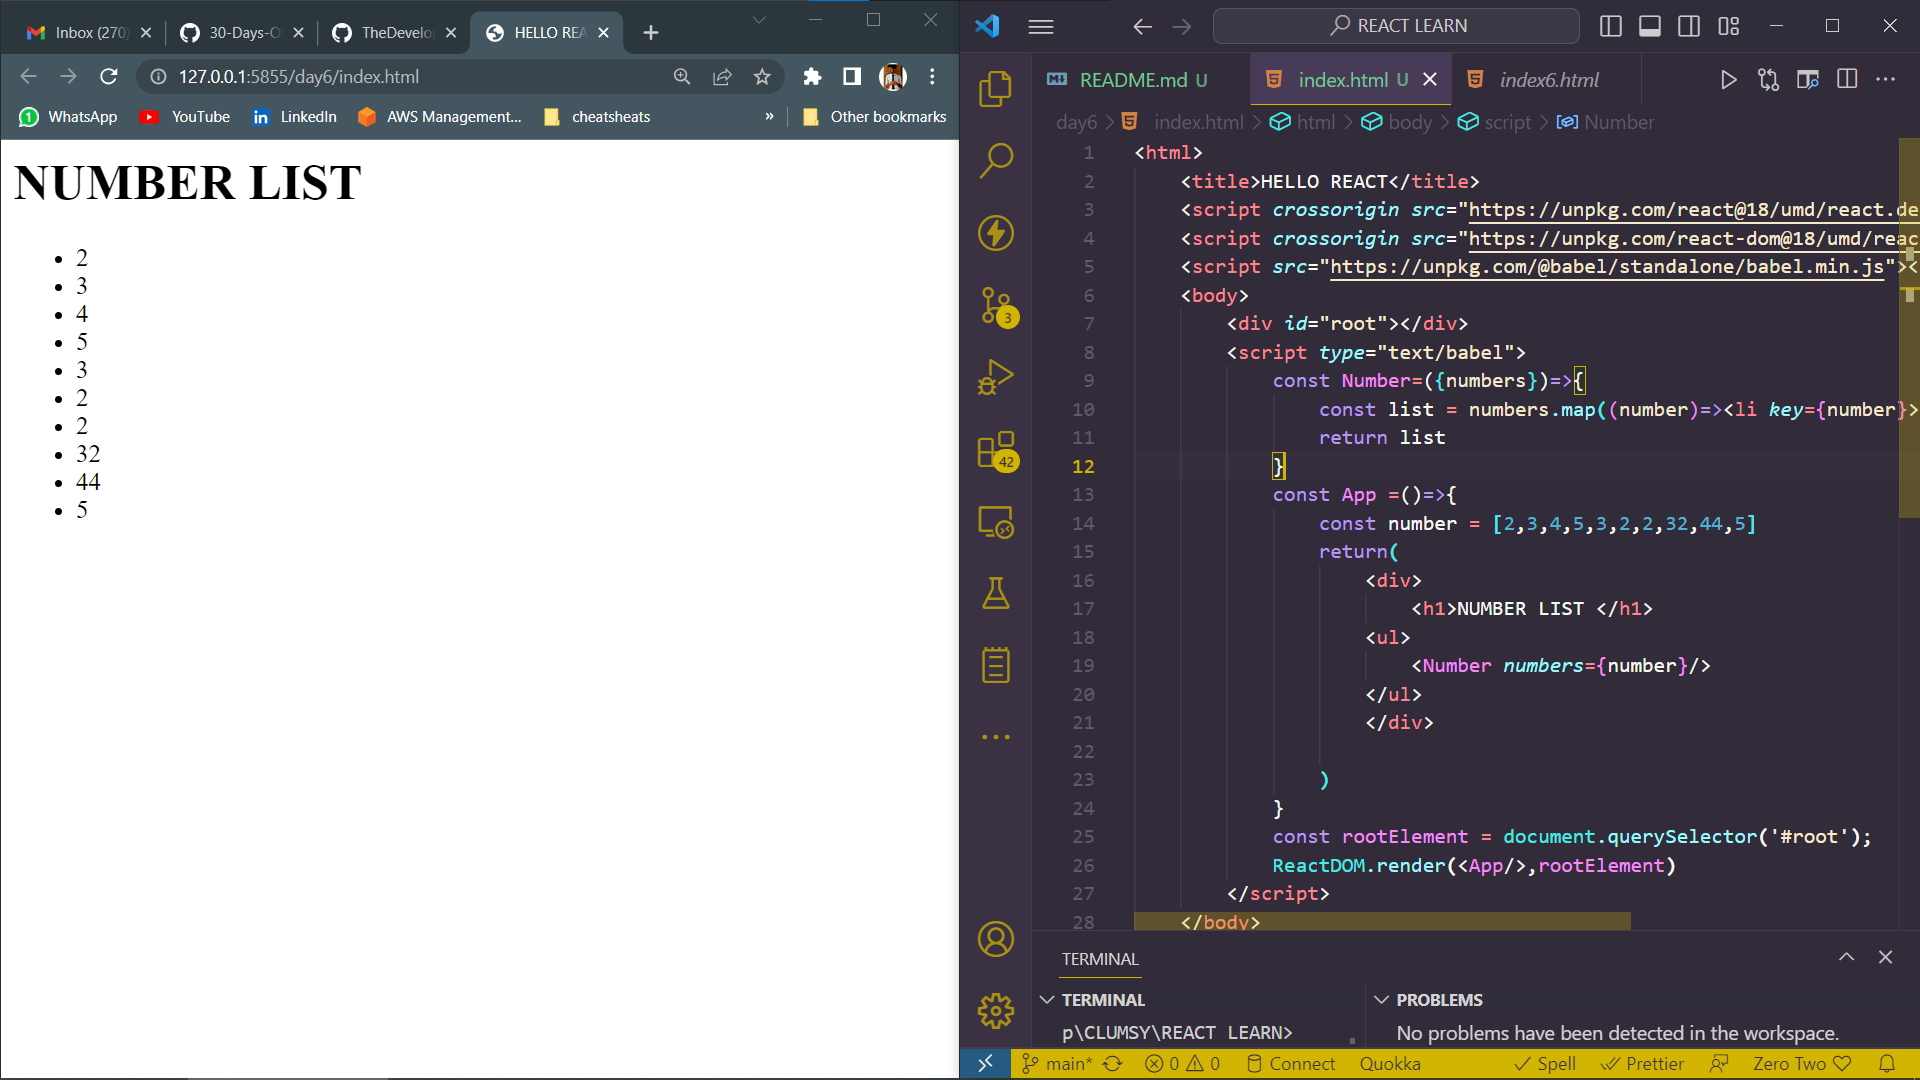 Inbox (270)
30-Days-O
TheDevelo
HELLO REA
127.0.0.1:5855/day6/index.html
WhatsApp
YouTube
LinkedIn
AWS Management...
cheatsheats
»
Other bookmarks
NUMBER LIST
• 2
• 3
• 4
• 5
• 3
• 2
• 2
• 32
• 44
• 5
REACT LEARN
README.md U
index.html U
index6.html
day6 > index.html > html > body > script > Number
1 <html>
2 <title>HELLO REACT</title>
3 <script crossorigin src="https://unpkg.com/react@18/umd/react.de
4 <script crossorigin src="https://unpkg.com/react-dom@18/umd/reac
5 <script src="https://unpkg.com/@babel/standalone/babel.min.js"><
6 <body>
7 <div id="root"></div>
8 <script type="text/babel">
9 const Number=({numbers})=>{
10 const list = numbers.map((number)=><li key={number}>
11 return list
12 }
13 const App =()=>{
14 const number = [2,3,4,5,3,2,2,32,44,5]
15 return(
16 <div>
17 <h1>NUMBER LIST </h1>
18 <ul>
19 <Number numbers={number}/>
20 </ul>
21 </div>
22
23 )
24 }
25 const rootElement = document.querySelector('#root');
26 ReactDOM.render(<App/>,rootElement)
27 </script>
28 </body>
3
42
TERMINAL
TERMINAL
p\CLUMSY\REACT LEARN>
PROBLEMS
No problems have been detected in the workspace.
main* 0 0 Connect Quokka Spell Prettier Zero Two